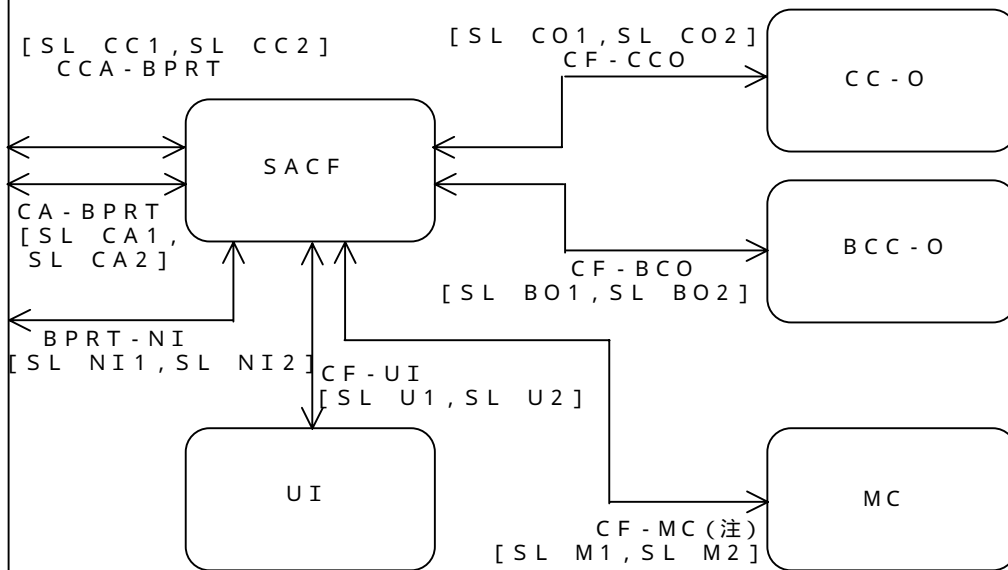 [SL CC1,SL CC2]
CCA-BPRT
[SL CO1,SL CO2]
CF-CCO
CC-O
SACF
CA-BPRT
[SL CA1,
SL CA2]
CF-BCO
[SL BO1,SL BO2]
BCC-O
BPRT-NI
[SL NI1,SL NI2]
CF-UI
[SL U1,SL U2]
UI
MC
CF-MC(注)
[SL M1,SL M2]